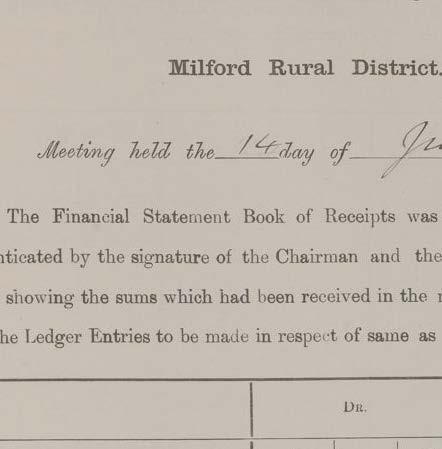 Milford Rural District.
Meeting held the 14 day of
The Financial Statement Book of Receipts was
nticated by the signature of the Chairman and the
showing the sums which had been received in the
he Ledger Entries to be made in respect of same as
DR.